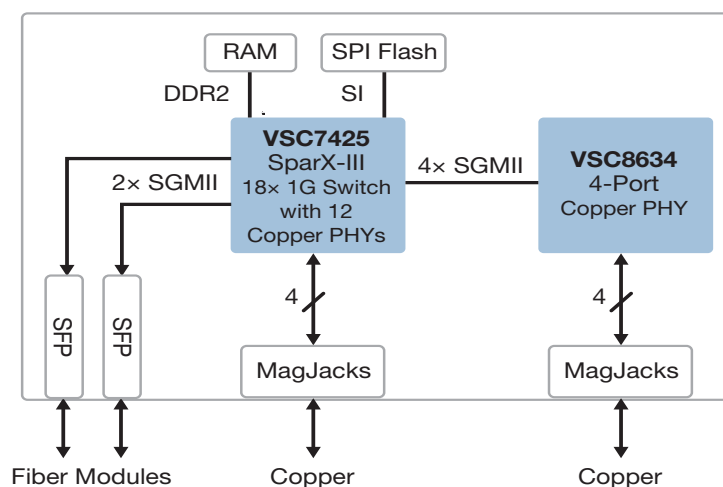 RAM
SPI Flash
DDR2
SI
VSC7425
SparX-III
18× 1G Switch
with 12
Copper PHYs
2× SGMII
4× SGMII
VSC8634
4-Port
Copper PHY
SFP
SFP
4
4
MagJacks
MagJacks
Fiber Modules
Copper
Copper